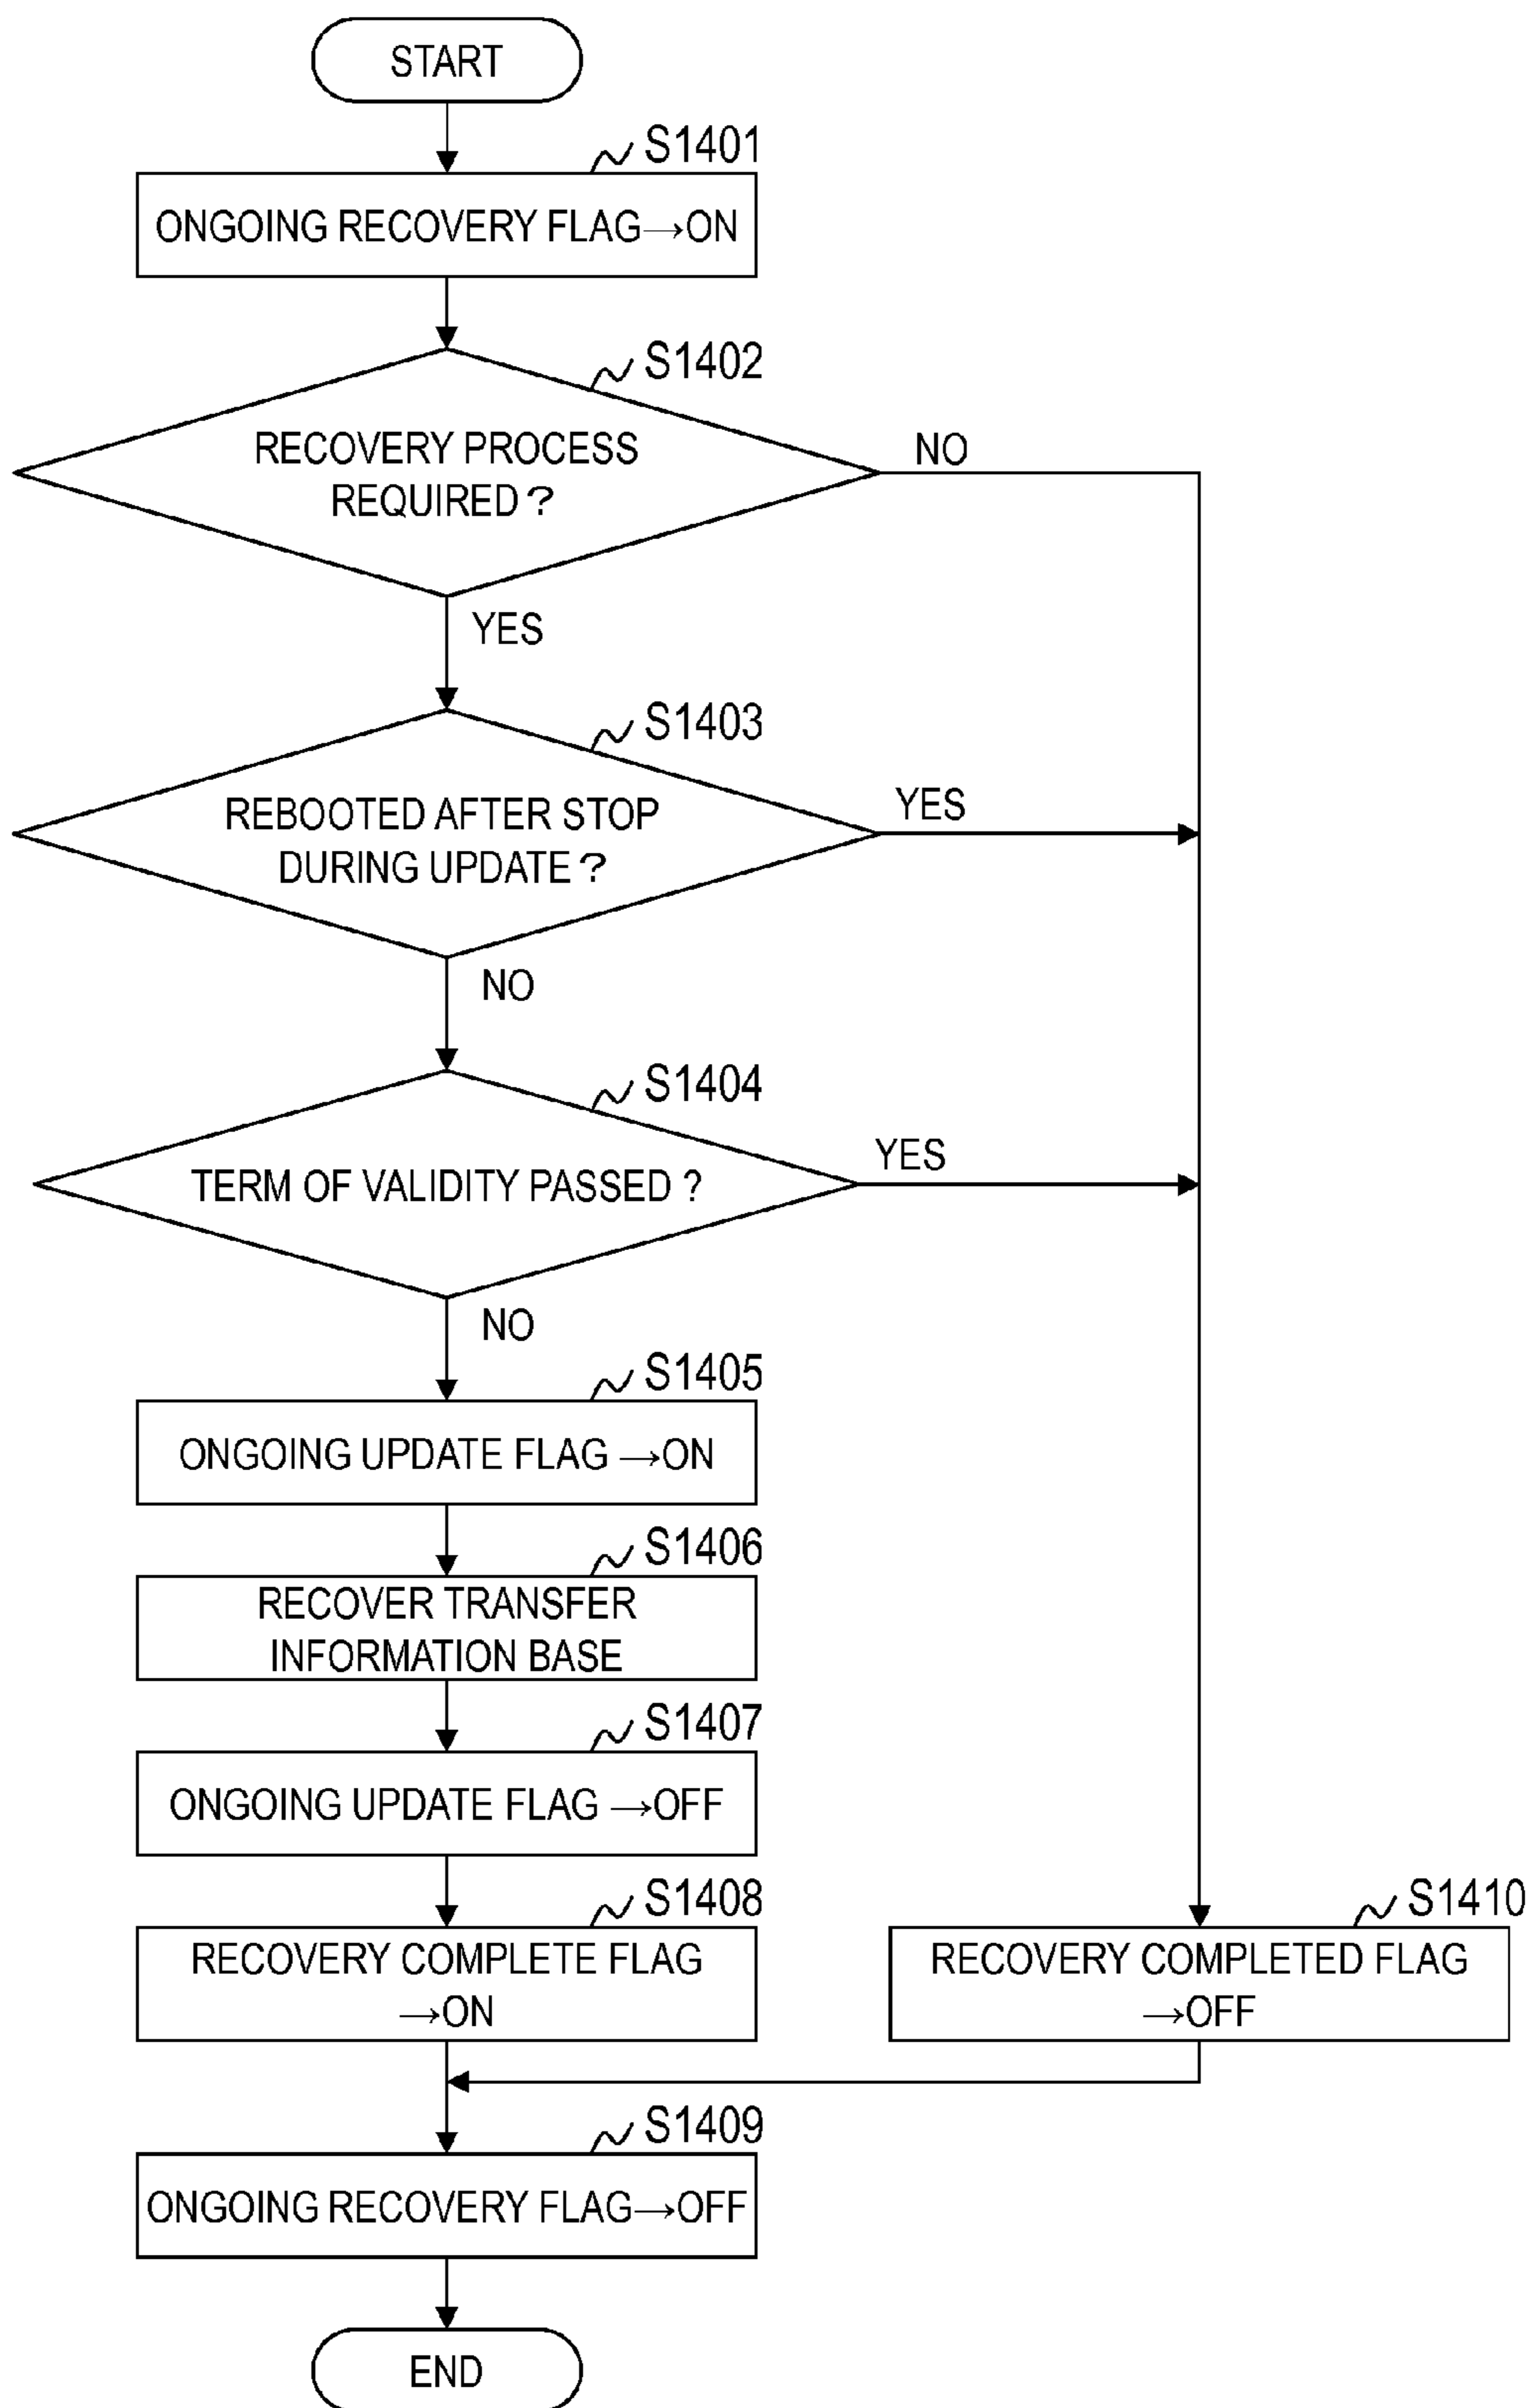 START
S1401
ONGOING RECOVERY FLAG→ON
S1402
RECOVERY PROCESS
REQUIRED ?
NO
YES
S1403
REBOOTED AFTER STOP
DURING UPDATE ?
YES
NO
S1404
TERM OF VALIDITY PASSED ?
YES
NO
S1405
ONGOING UPDATE FLAG →ON
S1406
RECOVER TRANSFER
INFORMATION BASE
S1407
ONGOING UPDATE FLAG →OFF
S1408
RECOVERY COMPLETE FLAG
→ON
S1410
RECOVERY COMPLETED FLAG
→OFF
S1409
ONGOING RECOVERY FLAG→OFF
END